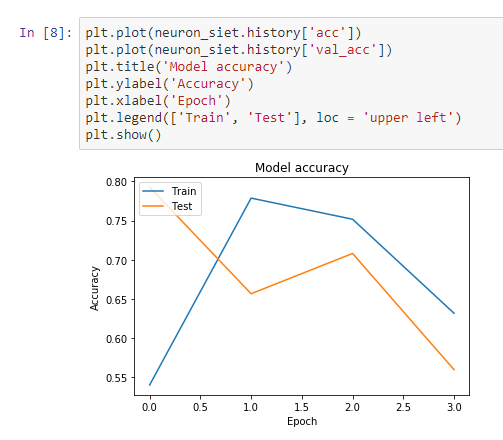 In [8]: plt.plot(neuron_siet.history['acc'])
plt.plot(neuron_siet.history['val_acc'])
plt.title('Model accuracy')
plt.ylabel('Accuracy')
plt.xlabel('Epoch')
plt.legend(['Train', 'Test'], loc = 'upper left')
plt.show()
Model accuracy
0.80
0.75
0.70
0.65
0.60
0.55
Accuracy
Train
Test
0.0 0.5 1.0 1.5 2.0 2.5 3.0
Epoch